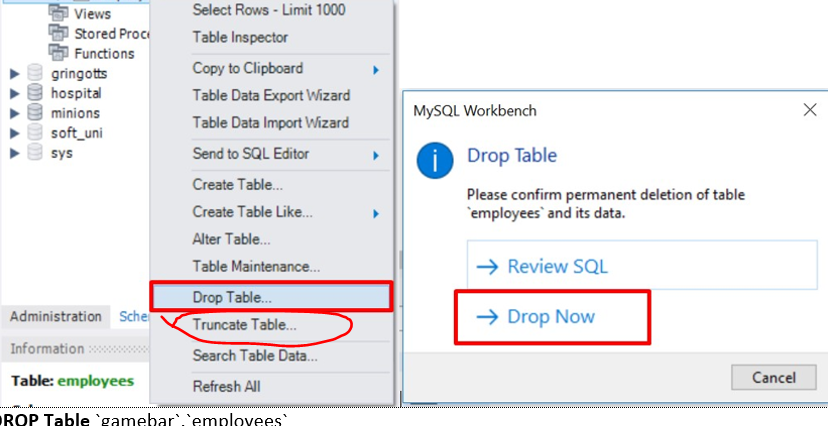 Views
Stored Proc
Functions
gringotts
hospital
minions
soft_uni
sys
Administration
Information
Table: employees
Select Rows - Limit 1000
Table Inspector
Copy to Clipboard
Table Data Export Wizard
Table Data Import Wizard
Send to SQL Editor
Create Table...
Create Table Like...
Alter Table...
Table Maintenance...
Drop Table...
Truncate Table...
Search Table Data...
Refresh All
MySQL Workbench
Drop Table
Please confirm permanent deletion of table
`employees` and its data.
Review SQL
Drop Now
Cancel
DROP Table `gamebar`.`employees`